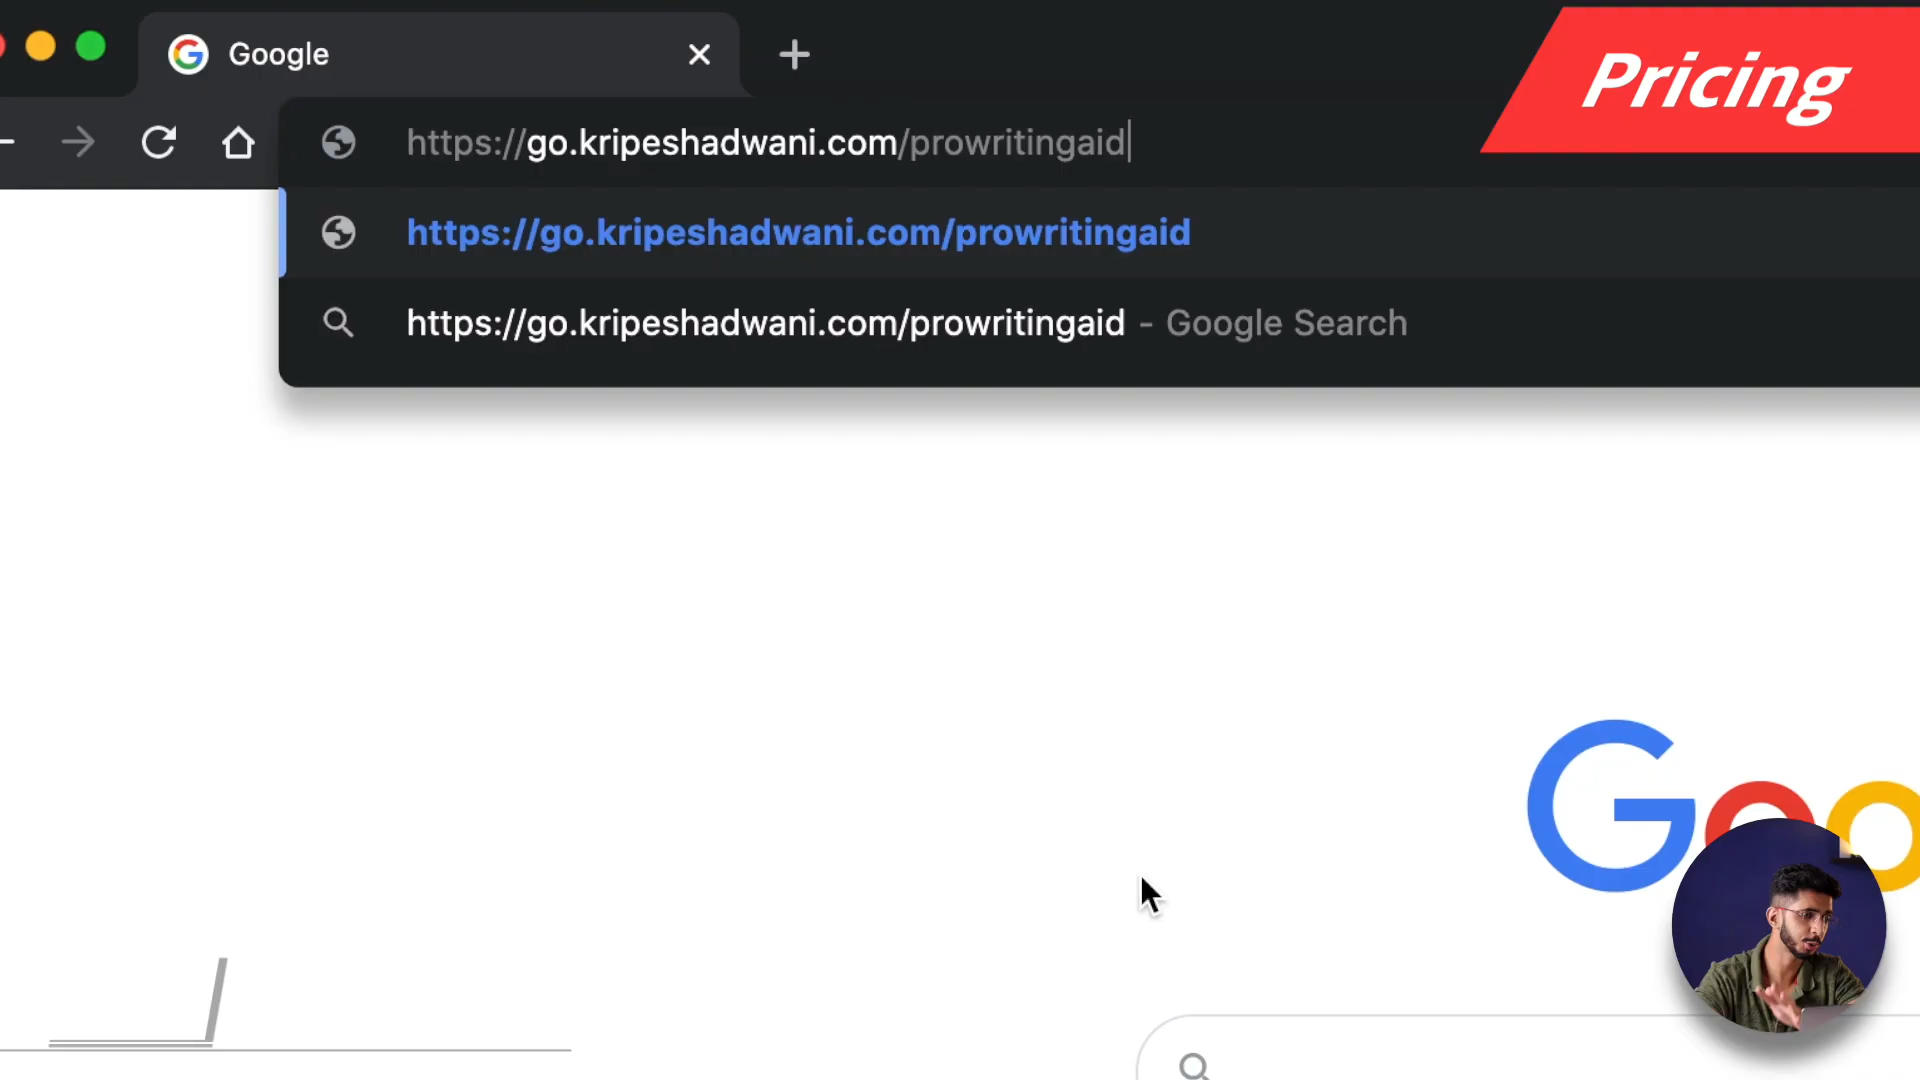 Google
Pricing
https://go.kripeshadwani.com/prowritingaid
https://go.kripeshadwani.com/prowritingaid
https://go.kripeshadwani.com/prowritingaid - Google Search
Goo